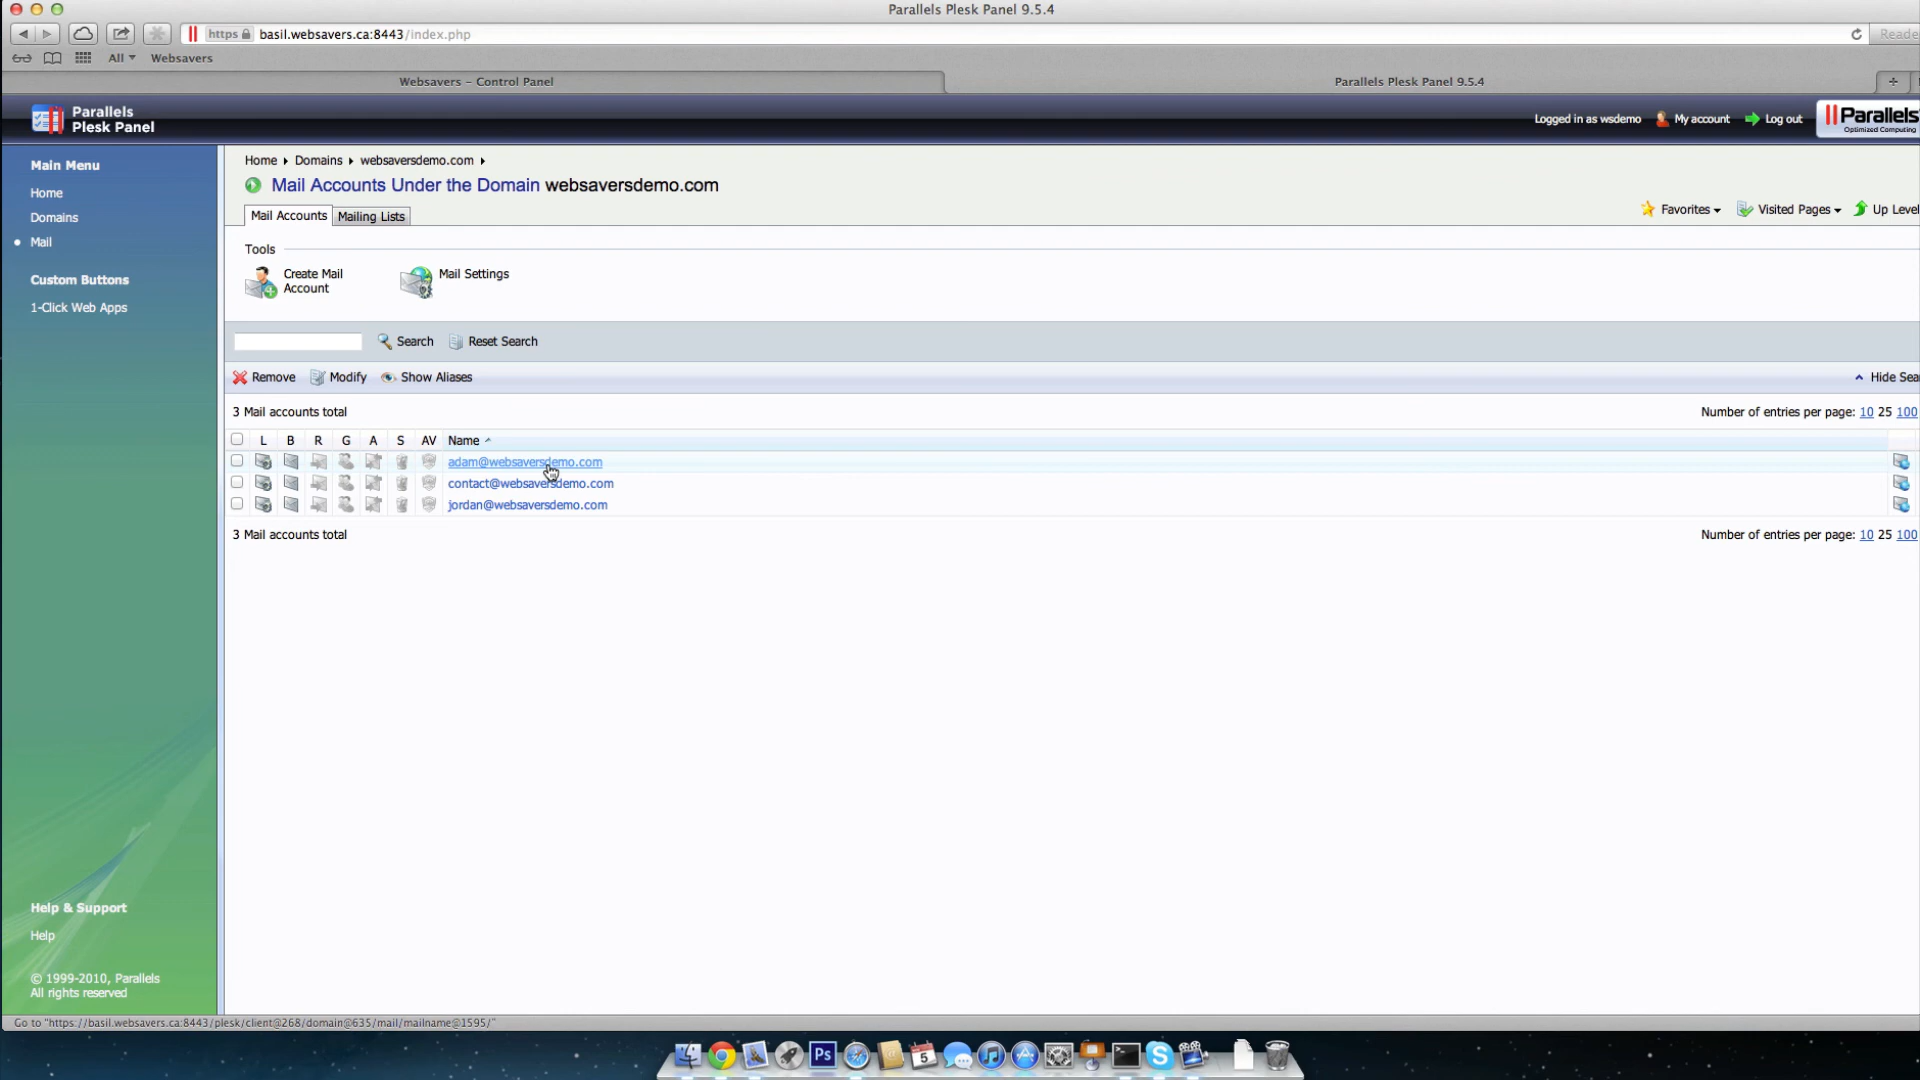 Parallels Plesk Panel 9.5.4
https basil.websavers.ca:8443/index.php
Reade
All Websavers
Websavers – Control Panel
Parallels Plesk Panel 9.5.4
Parallels
Plesk Panel
Logged in as wsdemo
My account
Log out
Parallels
Optimized Computing
Main Menu
Home
Domains
Mail
Custom Buttons
1-Click Web Apps
Help & Support
Help
© 1999-2010, Parallels
All rights reserved
Home Domains websaversdemo.com
Mail Accounts Under the Domain websaversdemo.com
Mail Accounts Mailing Lists
Favorites Visited Pages Up Level
Tools
Create Mail
Account
Mail Settings
Search Reset Search
Remove Modify Show Aliases
Hide Sea
3 Mail accounts total
Number of entries per page: 10 25 100
L B R G A S AV Name
adam@websaversdemo.com
contact@websaversdemo.com
jordan@websaversdemo.com
3 Mail accounts total
Number of entries per page: 10 25 100
Go to "https://basil.websavers.ca:8443/plesk/client@268/domain@635/mail/mailname@1595/"
Ps
5